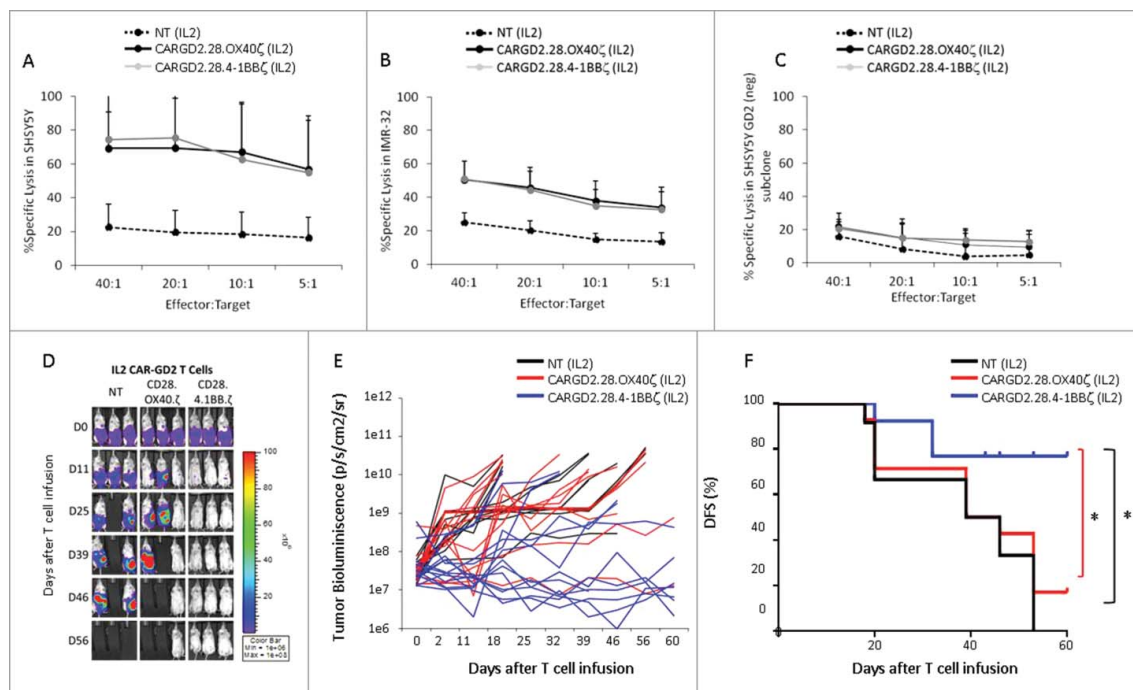 A
NT (IL2)
CARGD2.28.OX40ζ (IL2)
CARGD2.28.4-1BBζ (IL2)
%Specific Lysis in SHSY5Y
100
80
60
40
20
0
40:1 20:1 10:1 5:1
Effector:Target
B
NT (IL2)
CARGD2.28.OX40ζ (IL2)
CARGD2.28.4-1BBζ (IL2)
%Specific Lysis in IMR-32
100
80
60
40
20
0
40:1 20:1 10:1 5:1
Effector:Target
C
NT (IL2)
CARGD2.28.OX40ζ (IL2)
CARGD2.28.4-1BBζ (IL2)
% Specific Lysis in SHSY5Y GD2 (neg)
subclone
100
80
60
40
20
0
40:1 20:1 10:1 5:1
Effector:Target
D
IL2 CAR-GD2 T Cells
NT CD28. CD28.
OX40.ζ 4.1BB.ζ
Days after T cell infusion
D0
D11
D25
D39
D46
D56
100
80
60
40
20
0
Color Bar
Min = 1e+06
Max = 1e+08
E
NT (IL2)
CARGD2.28.OX40ζ (IL2)
CARGD2.28.4-1BBζ (IL2)
Tumor Bioluminiscence (p/s/cm2/sr)
1e12
1e11
1e10
1e9
1e8
1e7
1e6
0 2 6 11 15 18 20 25 32 39 46 56 60
Days after T cell infusion
F
NT (IL2)
CARGD2.28.OX40ζ (IL2)
CARGD2.28.4-1BBζ (IL2)
DFS (%)
100
80
60
40
20
0
0 20 40 60
* *
Days after T cell infusion